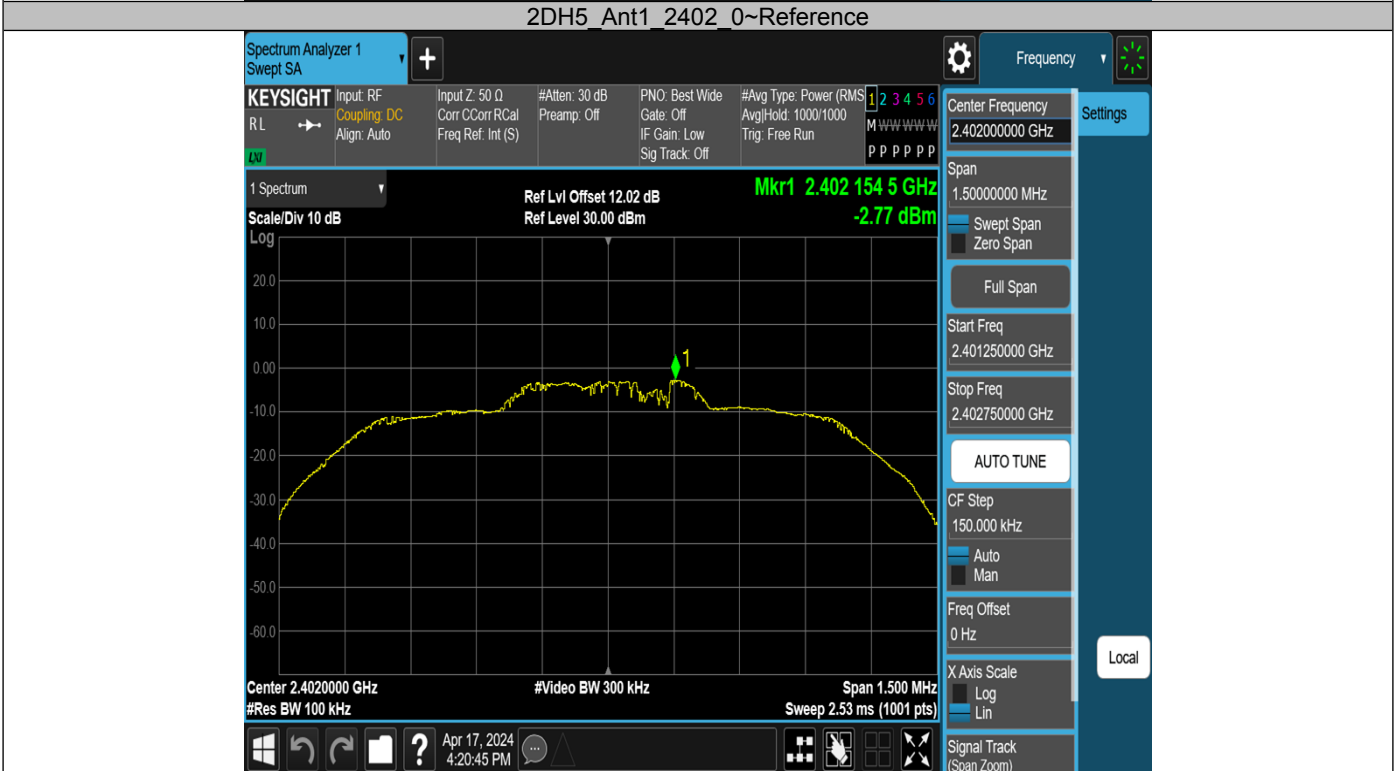 2DH5_Ant1_2402_0~Reference
Spectrum Analyzer 1
Swept SA
+
Frequency
KEYSIGHT
R L
LXI
Input: RF
Coupling: DC
Align: Auto
Input Z: 50 Ω
Corr CCorr RCal
Freq Ref: Int (S)
#Atten: 30 dB
Preamp: Off
PNO: Best Wide
Gate: Off
IF Gain: Low
Sig Track: Off
#Avg Type: Power (RMS
Avg|Hold: 1000/1000
Trig: Free Run
1 2 3 4 5 6
M W W W W W
P P P P P P
1 Spectrum
Scale/Div 10 dB
Log
Ref Lvl Offset 12.02 dB
Ref Level 30.00 dBm
Mkr1 2.402 154 5 GHz
-2.77 dBm
20.0
10.0
0.00
-10.0
-20.0
-30.0
-40.0
-50.0
-60.0
1
Center 2.4020000 GHz
#Res BW 100 kHz
#Video BW 300 kHz
Span 1.500 MHz
Sweep 2.53 ms (1001 pts)
Apr 17, 2024
4:20:45 PM
?
Center Frequency
2.402000000 GHz
Settings
Span
1.50000000 MHz
Swept Span
Zero Span
Full Span
Start Freq
2.401250000 GHz
Stop Freq
2.402750000 GHz
AUTO TUNE
CF Step
150.000 kHz
Auto
Man
Freq Offset
0 Hz
Local
X Axis Scale
Log
Lin
Signal Track
(Span Zoom)